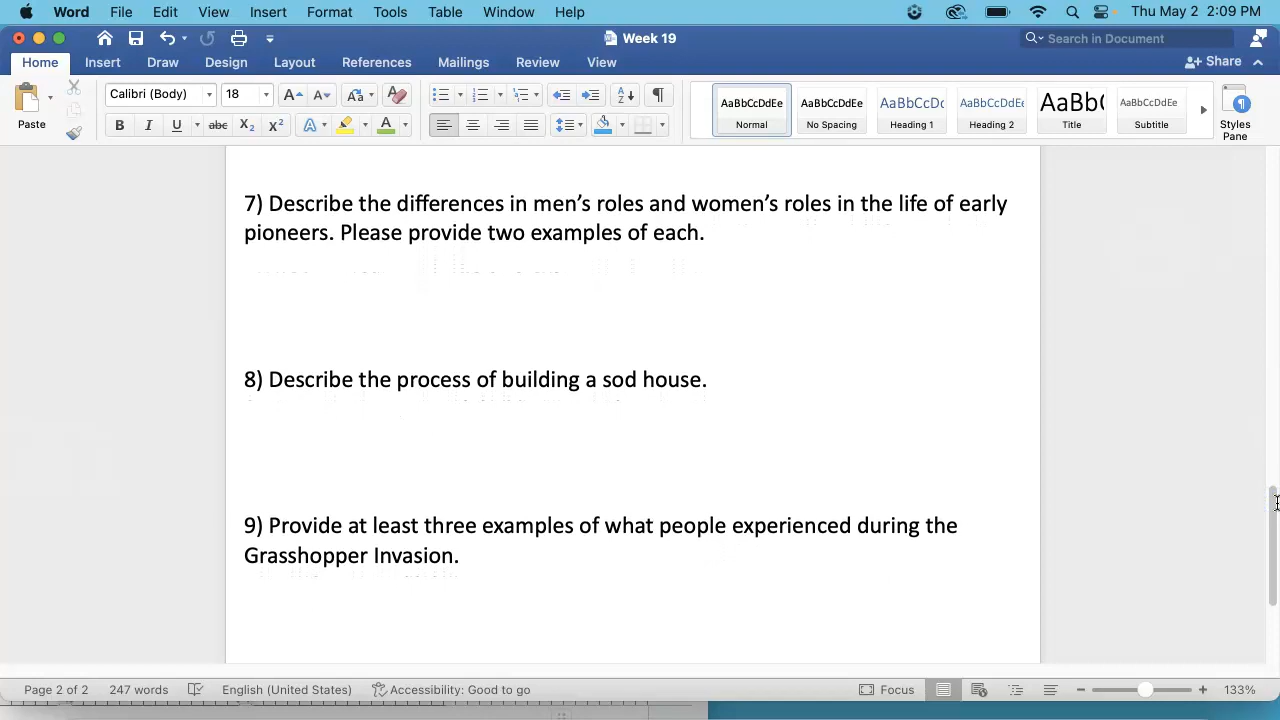 Word File Edit View Insert Format Tools Table Window Help Thu May 2 2:09 PM
Week 19 Search in Document
Home Insert Draw Design Layout References Mailings Review View Share
Calibri (Body) 18 AaBbCcDdEe AaBbCcDdEe AaBbCcDc AaBbCcDdEe AaBb( AaBbCcDdEe
Paste B I U abc X2 X2 A A Normal No Spacing Heading 1 Heading 2 Title Subtitle Styles Pane
7) Describe the differences in men’s roles and women’s roles in the life of early
pioneers. Please provide two examples of each.
8) Describe the process of building a sod house.
9) Provide at least three examples of what people experienced during the
Grasshopper Invasion.
Page 2 of 2 247 words English (United States) Accessibility: Good to go Focus 133%